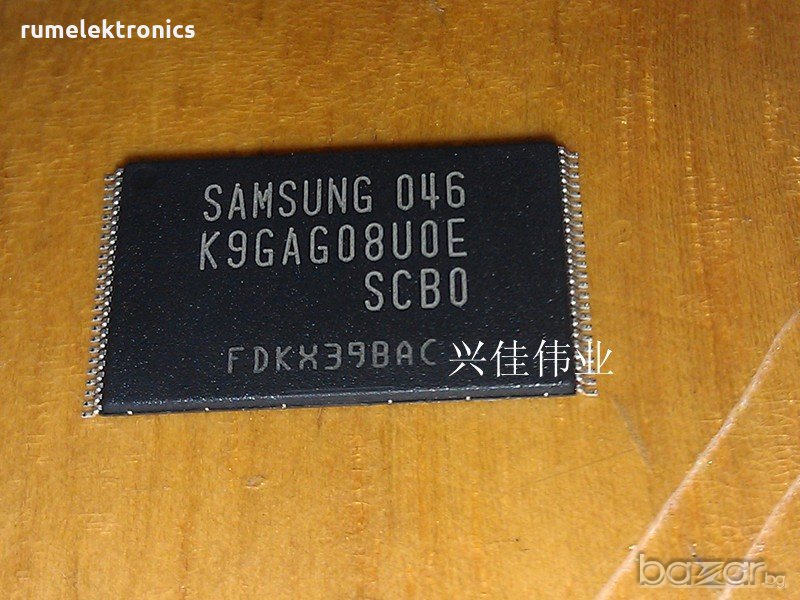 rumelektronics
SAMSUNG 046
K9GAG08U0E
SCB0
FDKX39BAC 兴佳伟业
bazar.bg